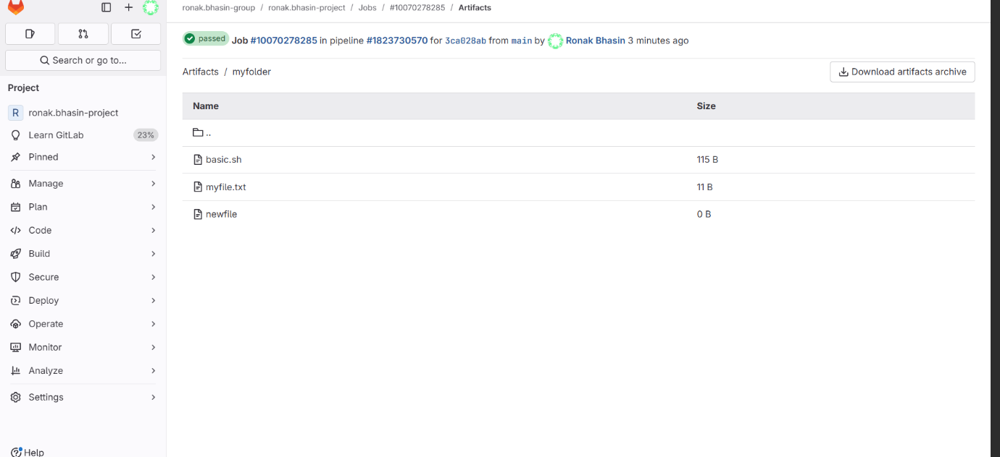 ronak.bhasin-group / ronak.bhasin-project / Jobs / #10070278285 / Artifacts
passed Job #10070278285 in pipeline #1823730570 for 3ca028ab from main by Ronak Bhasin 3 minutes ago
Search or go to...
Artifacts / myfolder
Download artifacts archive
Project
R ronak.bhasin-project
Learn GitLab 23%
Pinned
Manage
Plan
Code
Build
Secure
Deploy
Operate
Monitor
Analyze
Settings
Help
Name Size
..
basic.sh 115 B
myfile.txt 11 B
newfile 0 B